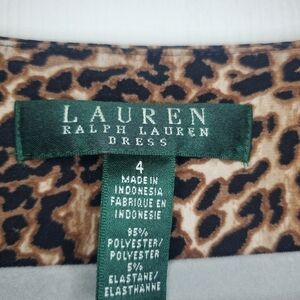 LAUREN
RALPH LAUREN
DRESS
4
MADE IN
INDONESIA
FABRIQUE EN
INDONESIE
95%
POLYESTER/
POLYESTER
5%
ELASTANE/
ELASTHANNE